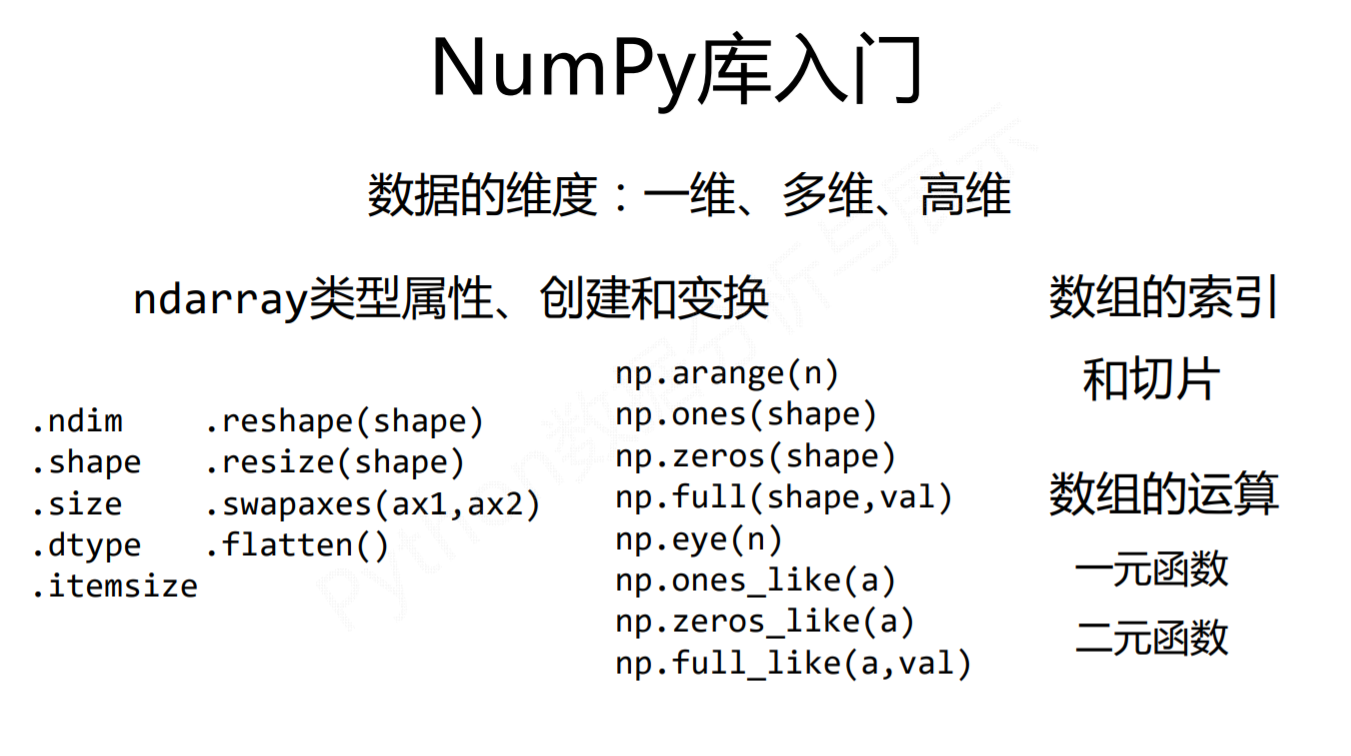 NumPy库入门
数据的维度：一维、多维、高维
ndarray类型属性、创建和变换
.ndim
.shape
.size
.dtype
.itemsize
.reshape(shape)
.resize(shape)
.swapaxes(ax1,ax2)
.flatten()
np.arange(n)
np.ones(shape)
np.zeros(shape)
np.full(shape,val)
np.eye(n)
np.ones_like(a)
np.zeros_like(a)
np.full_like(a,val)
数组的索引
和切片
数组的运算
一元函数
二元函数
Python数据分析与展示